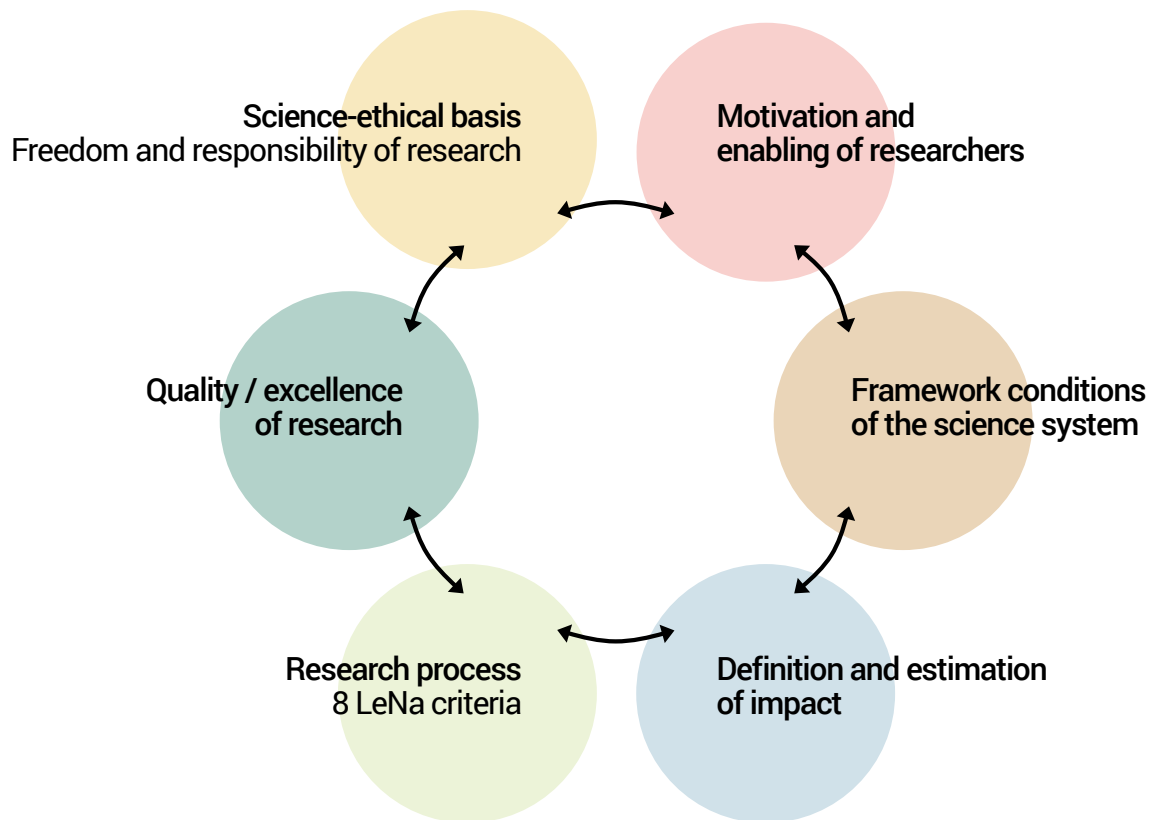 Science-ethical basis
Freedom and responsibility of research
Motivation and
enabling of researchers
Quality / excellence
of research
Framework conditions
of the science system
Research process
8 LeNa criteria
Definition and estimation
of impact